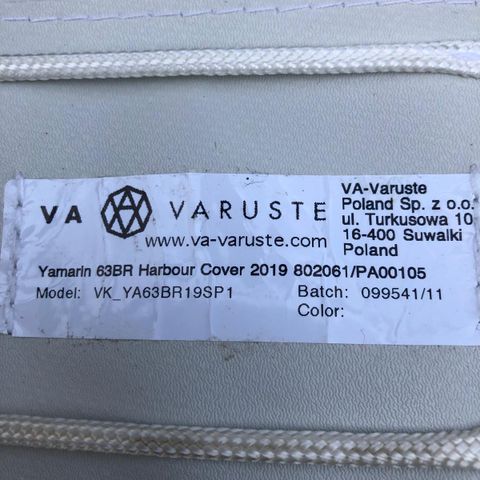 VA VARUSTE
www.va-varuste.com
VA-Varuste
Poland Sp. z o.o.
ul. Turkusowa 10
16-400 Suwalki
Poland
Yamarin 63BR Harbour Cover 2019 802061/PA00105
Model: VK_YA63BR19SP1 Batch: 099541/11
Color: